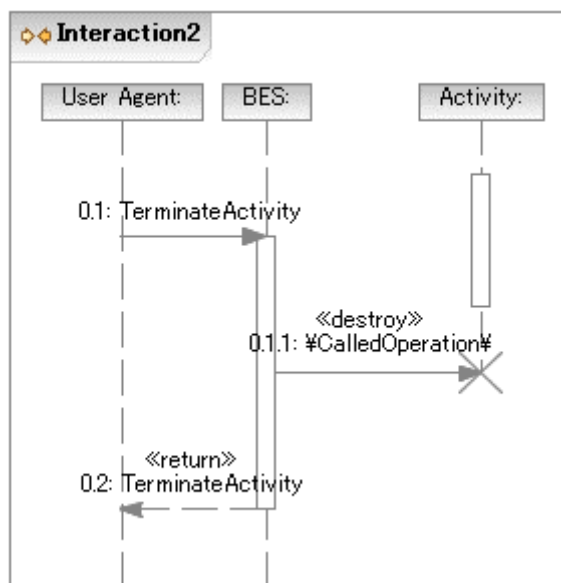 Interaction2
User Agent: BES: Activity:
0.1: TerminateActivity
≪destroy≫
0.1.1: ¥CalledOperation¥
≪return≫
0.2: TerminateActivity